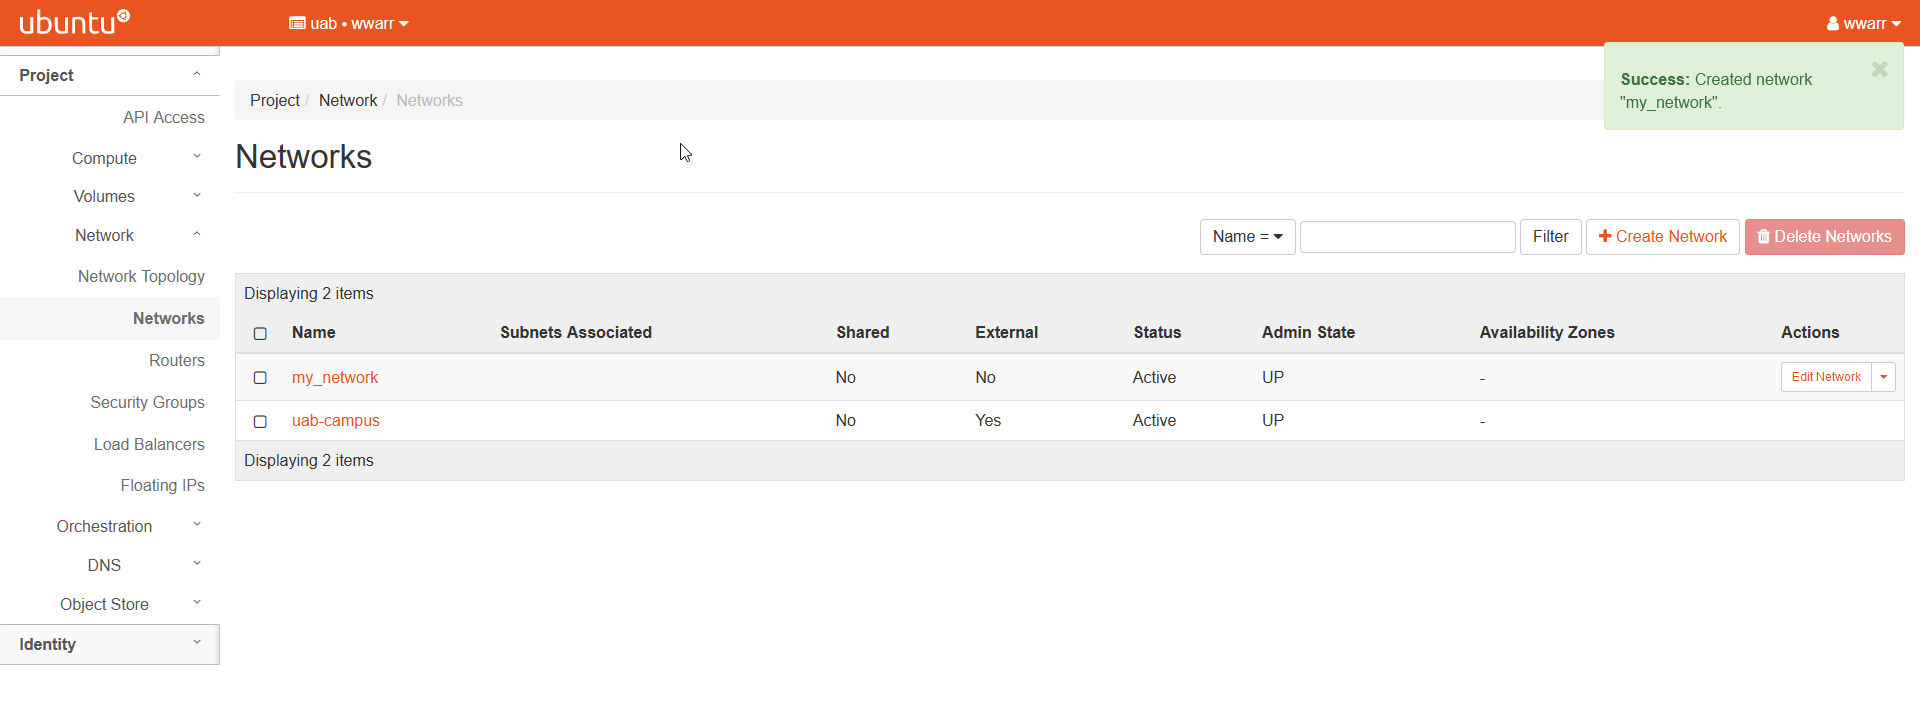 ubuntu
uab • wwarr
wwarr
Success: Created network
"my_network".
Project
API Access
Compute
Volumes
Network
Network Topology
Networks
Routers
Security Groups
Load Balancers
Floating IPs
Orchestration
DNS
Object Store
Identity
Project / Network / Networks
Networks
Name =
Filter
Create Network
Delete Networks
Displaying 2 items
Name Subnets Associated Shared External Status Admin State Availability Zones Actions
my_network No No Active UP - Edit Network
uab-campus No Yes Active UP -
Displaying 2 items